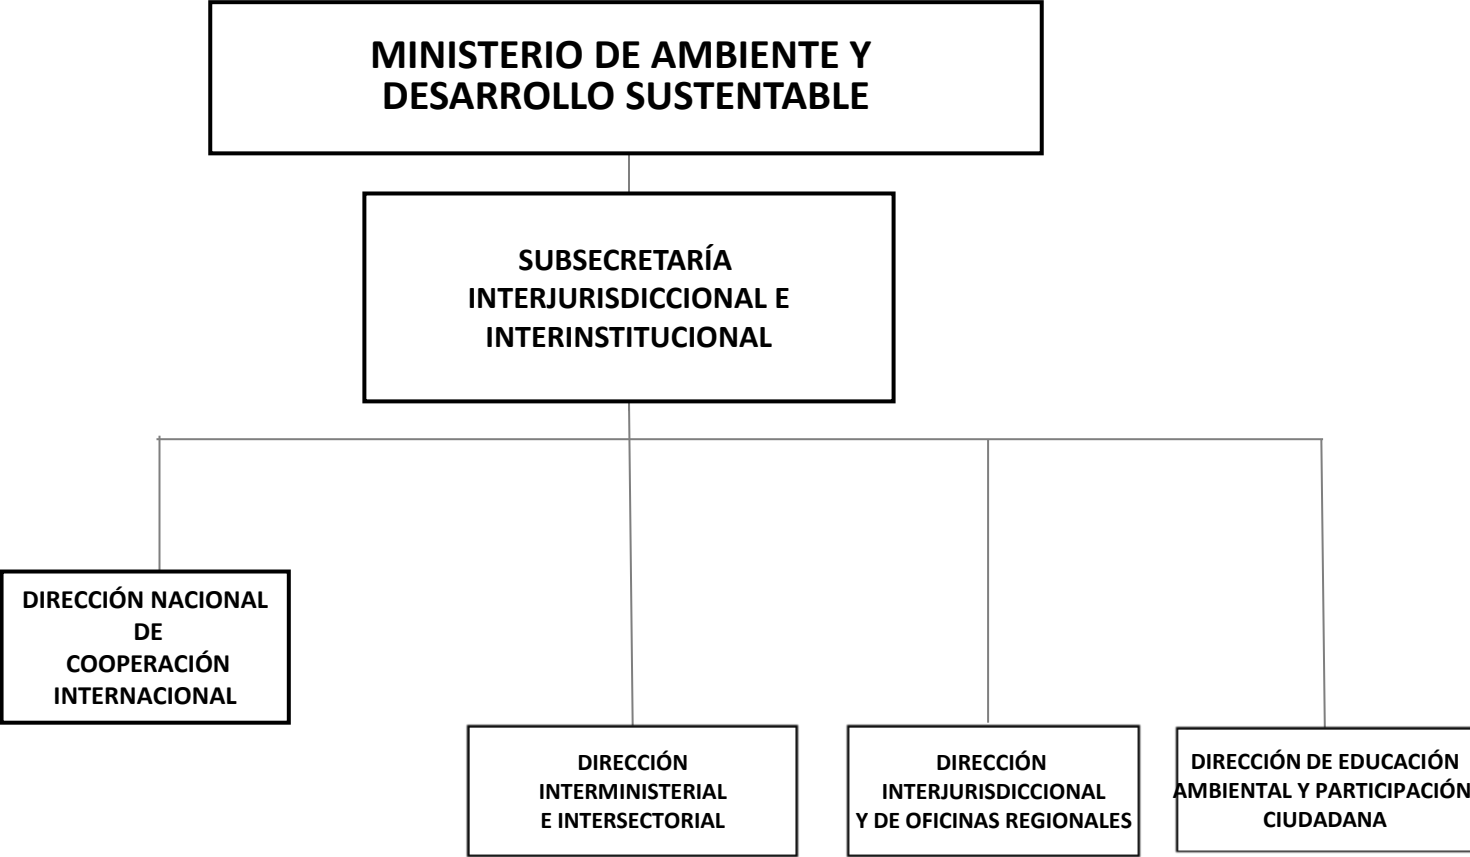 MINISTERIO DE AMBIENTE Y
DESARROLLO SUSTENTABLE
SUBSECRETARÍA
INTERJURISDICCIONAL E
INTERINSTITUCIONAL
DIRECCIÓN NACIONAL
DE
COOPERACIÓN
INTERNACIONAL
DIRECCIÓN
INTERMINISTERIAL
E INTERSECTORIAL
DIRECCIÓN
INTERJURISDICCIONAL
Y DE OFICINAS REGIONALES
DIRECCIÓN DE EDUCACIÓN
AMBIENTAL Y PARTICIPACIÓN
CIUDADANA